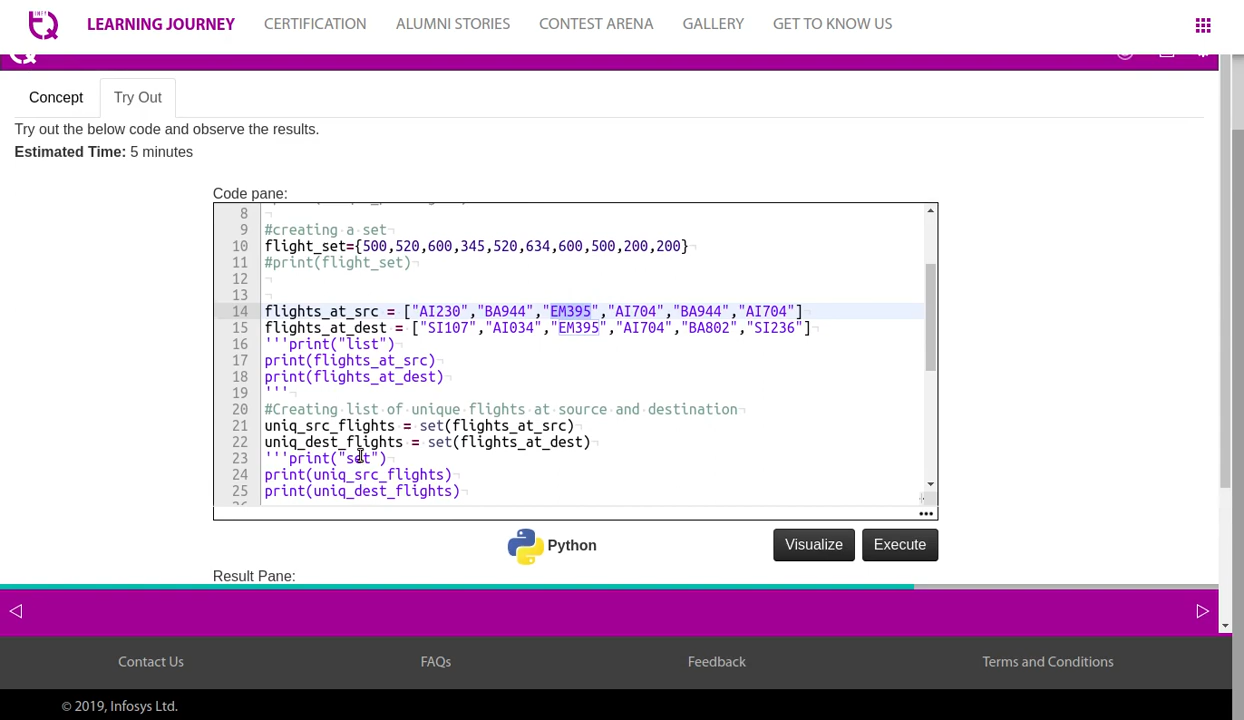 LEARNING JOURNEY CERTIFICATION ALUMNI STORIES CONTEST ARENA GALLERY GET TO KNOW US
Concept Try Out
Try out the below code and observe the results.
Estimated Time: 5 minutes
Code pane:
8
9 #creating a set
10 flight_set={500,520,600,345,520,634,600,500,200,200}
11 #print(flight_set)
12
13
14 flights_at_src = ["AI230","BA944","EM395","AI704","BA944","AI704"]
15 flights_at_dest = ["SI107","AI034","EM395","AI704","BA802","SI236"]
16 '''print("list")
17 print(flights_at_src)
18 print(flights_at_dest)
19 '''
20 #Creating list of unique flights at source and destination
21 uniq_src_flights = set(flights_at_src)
22 uniq_dest_flights = set(flights_at_dest)
23 '''print("set")
24 print(uniq_src_flights)
25 print(uniq_dest_flights)
Python Visualize Execute
Result Pane:
Contact Us FAQs Feedback Terms and Conditions
© 2019, Infosys Ltd.